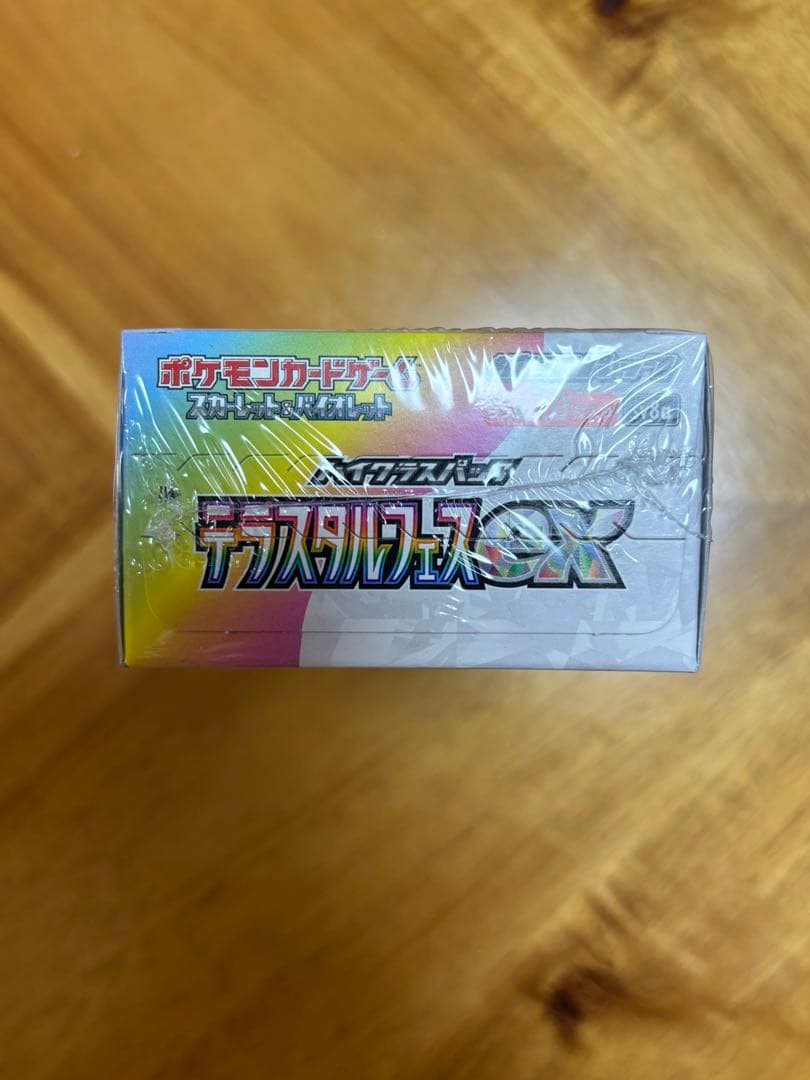 ポケモンカードゲーム
スカーレット&バイオレット
sv8a
ハイクラスパック
テラスタルフェスex